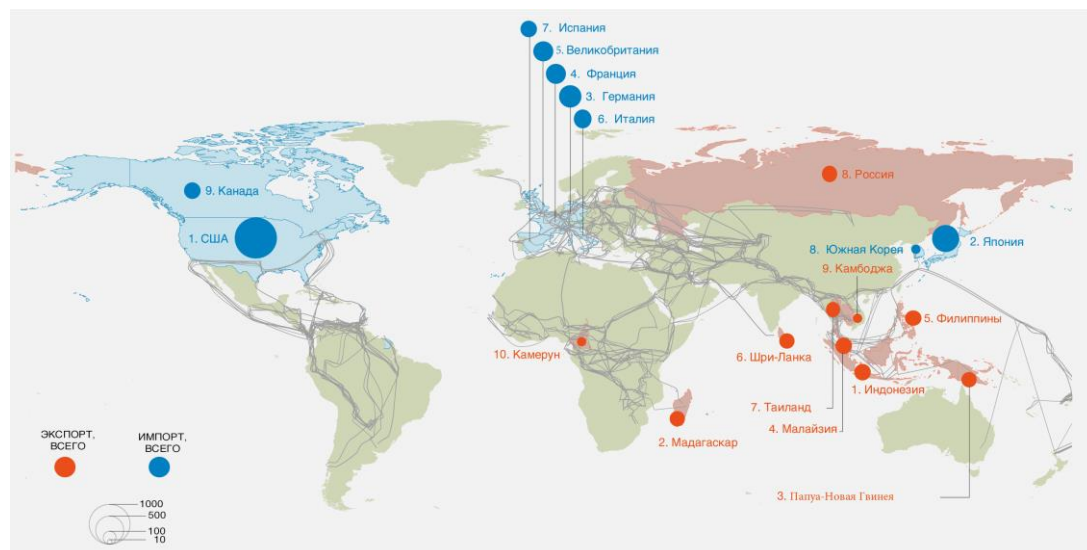 7. Испания
5. Великобритания
4. Франция
3. Германия
6. Италия
9. Канада
8. Россия
1. США
2. Япония
8. Южная Корея
9. Камбоджа
5. Филиппины
10. Камерун
6. Шри-Ланка
1. Индонезия
7. Таиланд
2. Мадагаскар
4. Малайзия
3. Папуа-Новая Гвинея
ЭКСПОРТ,
ВСЕГО
ИМПОРТ,
ВСЕГО
1000
500
100
10